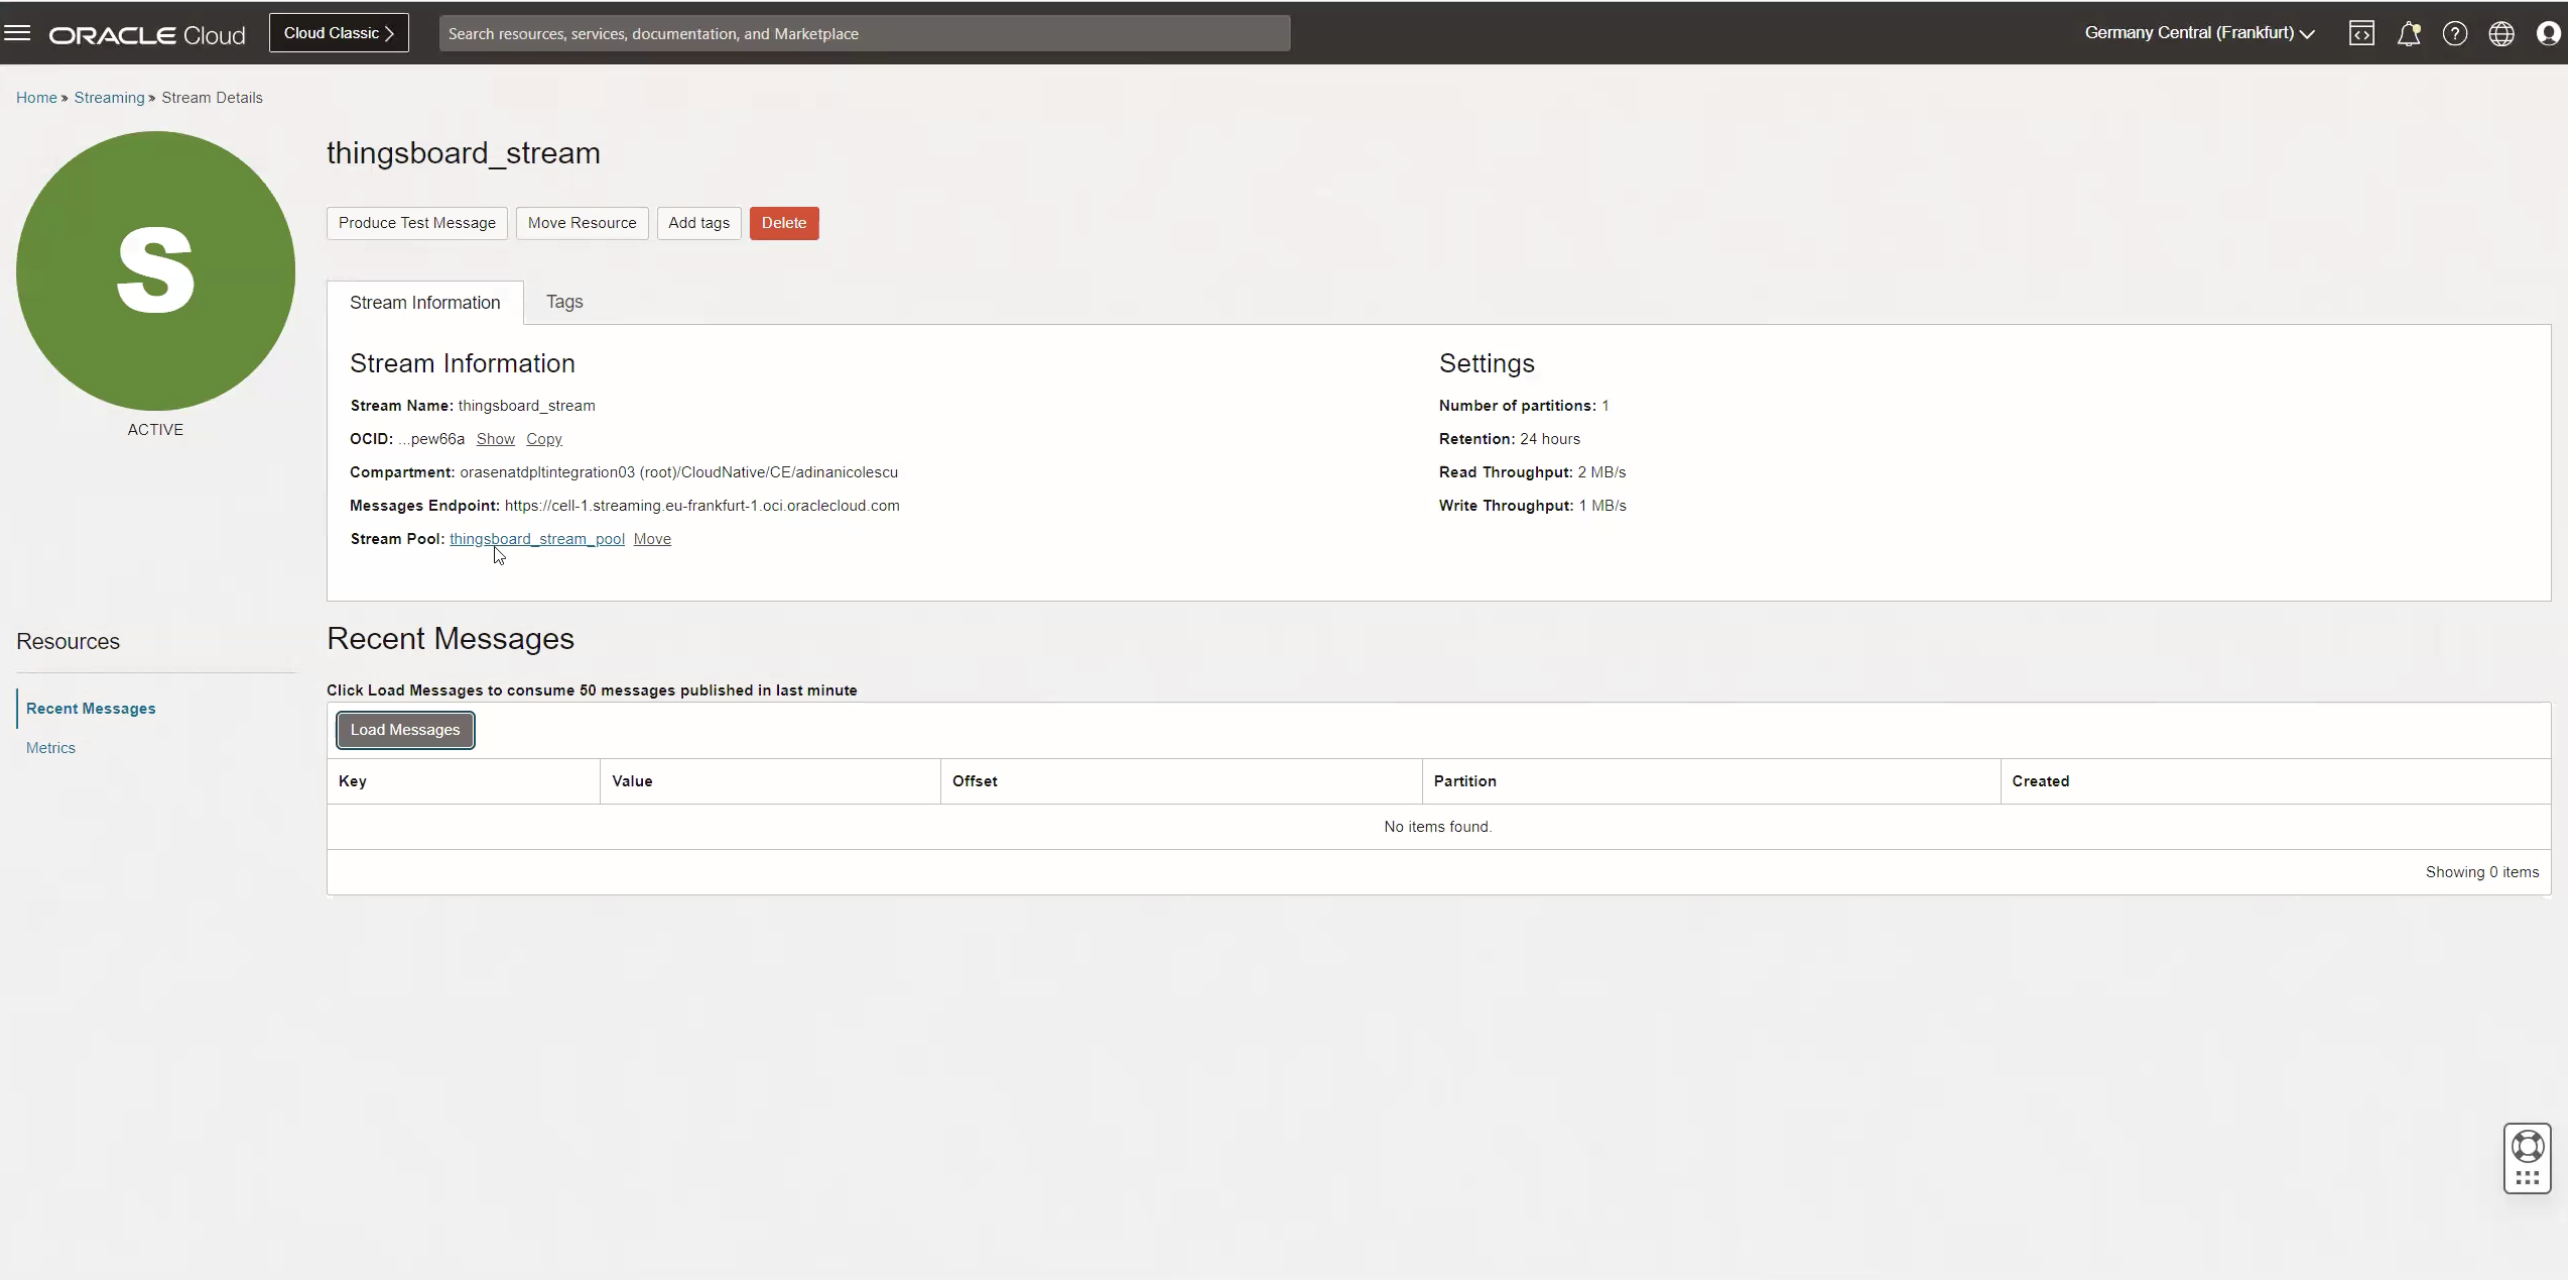 ORACLE Cloud
Cloud Classic
Search resources, services, documentation, and Marketplace
Germany Central (Frankfurt)
Home » Streaming » Stream Details
S
ACTIVE
thingsboard_stream
Produce Test Message
Move Resource
Add tags
Delete
Stream Information
Tags
Stream Information
Stream Name: thingsboard_stream
OCID: ...pew66a Show Copy
Compartment: orasenatdpltintegration03 (root)/CloudNative/CE/adinanicolescu
Messages Endpoint: https://cell-1.streaming.eu-frankfurt-1.oci.oraclecloud.com
Stream Pool: thingsboard_stream_pool Move
Settings
Number of partitions: 1
Retention: 24 hours
Read Throughput: 2 MB/s
Write Throughput: 1 MB/s
Resources
Recent Messages
Metrics
Recent Messages
Click Load Messages to consume 50 messages published in last minute
Load Messages
Key Value Offset Partition Created
No items found.
Showing 0 items